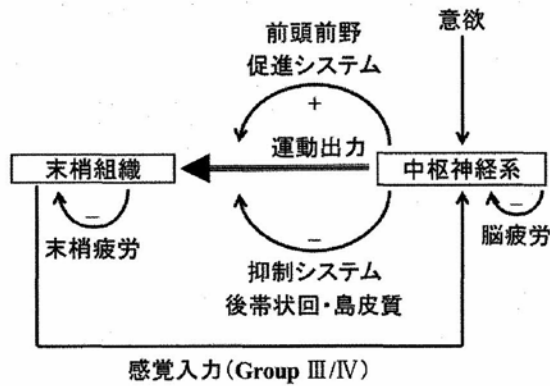 意欲
前頭前野
促進システム
+
運動出力
末梢組織
中枢神経系
−
末梢疲労
−
抑制システム
後帯状回・島皮質
−
脳疲労
感覚入力(Group Ⅲ/Ⅳ)